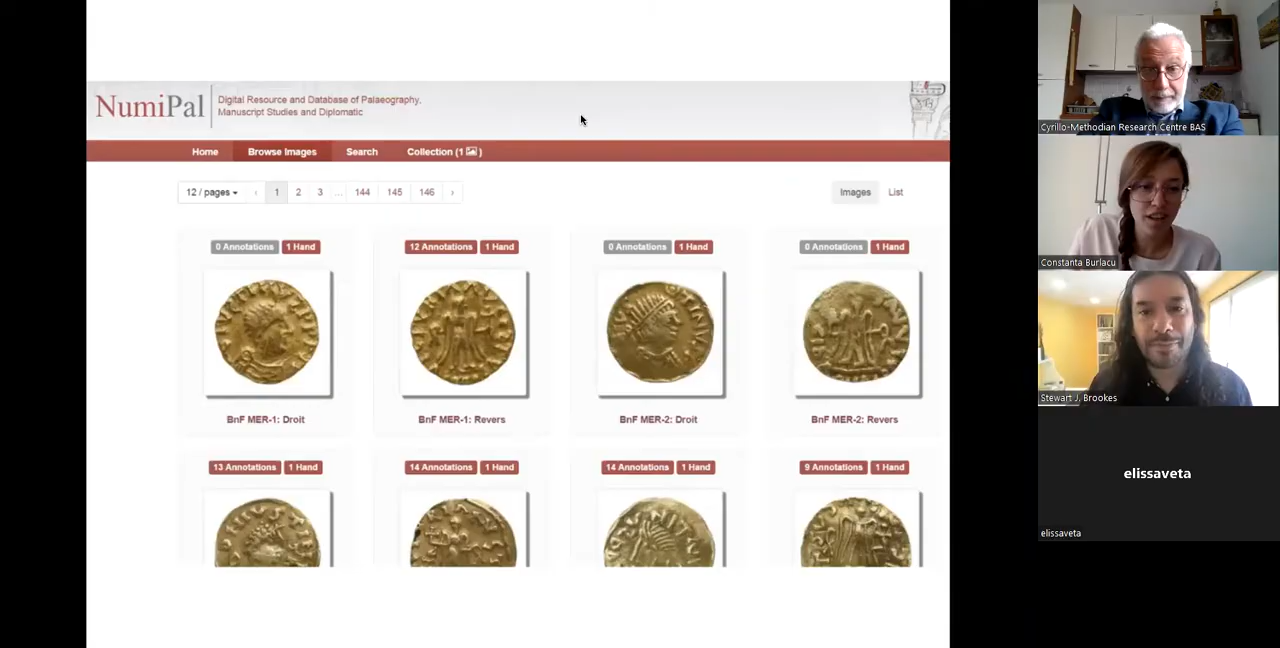 NumiPal
Digital Resource and Database of Palaeography,
Manuscript Studies and Diplomatic
Home
Browse Images
Search
Collection (1 )
12 / pages
‹
1
2
3
...
144
145
146
›
Images
List
0 Annotations
1 Hand
12 Annotations
1 Hand
0 Annotations
1 Hand
0 Annotations
1 Hand
BnF MER-1: Droit
BnF MER-1: Revers
BnF MER-2: Droit
BnF MER-2: Revers
13 Annotations
1 Hand
14 Annotations
1 Hand
14 Annotations
1 Hand
9 Annotations
1 Hand
Cyrillo-Methodian Research Centre BAS
Constanta Burlacu
Stewart J. Brookes
elissaveta
elissaveta